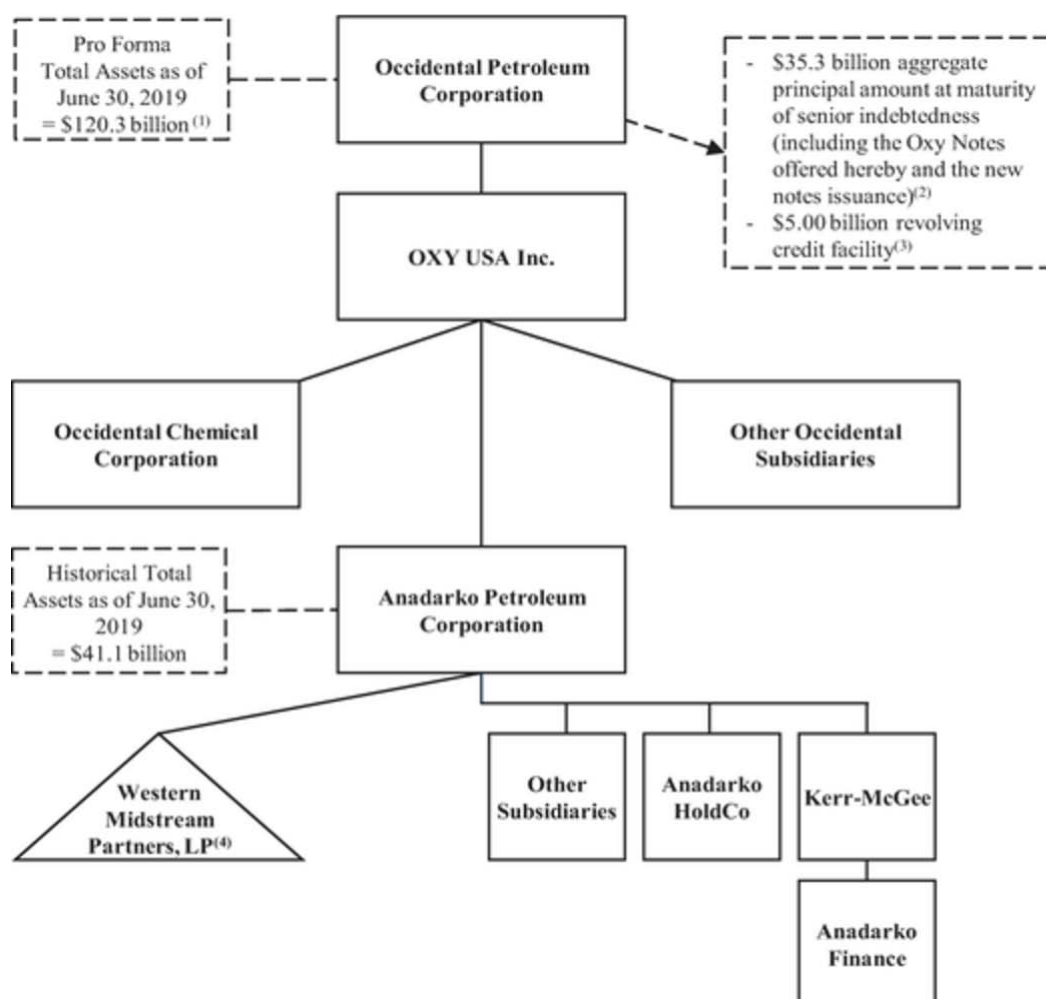 Pro Forma
Total Assets as of
June 30, 2019
= $120.3 billion (1)
Occidental Petroleum
Corporation
- $35.3 billion aggregate
principal amount at maturity
of senior indebtedness
(including the Oxy Notes
offered hereby and the new
notes issuance)(2)
- $5.00 billion revolving
credit facility(3)
OXY USA Inc.
Occidental Chemical
Corporation
Other Occidental
Subsidiaries
Historical Total
Assets as of June 30,
2019
= $41.1 billion
Anadarko Petroleum
Corporation
Western
Midstream
Partners, LP(4)
Other
Subsidiaries
Anadarko
HoldCo
Kerr-McGee
Anadarko
Finance